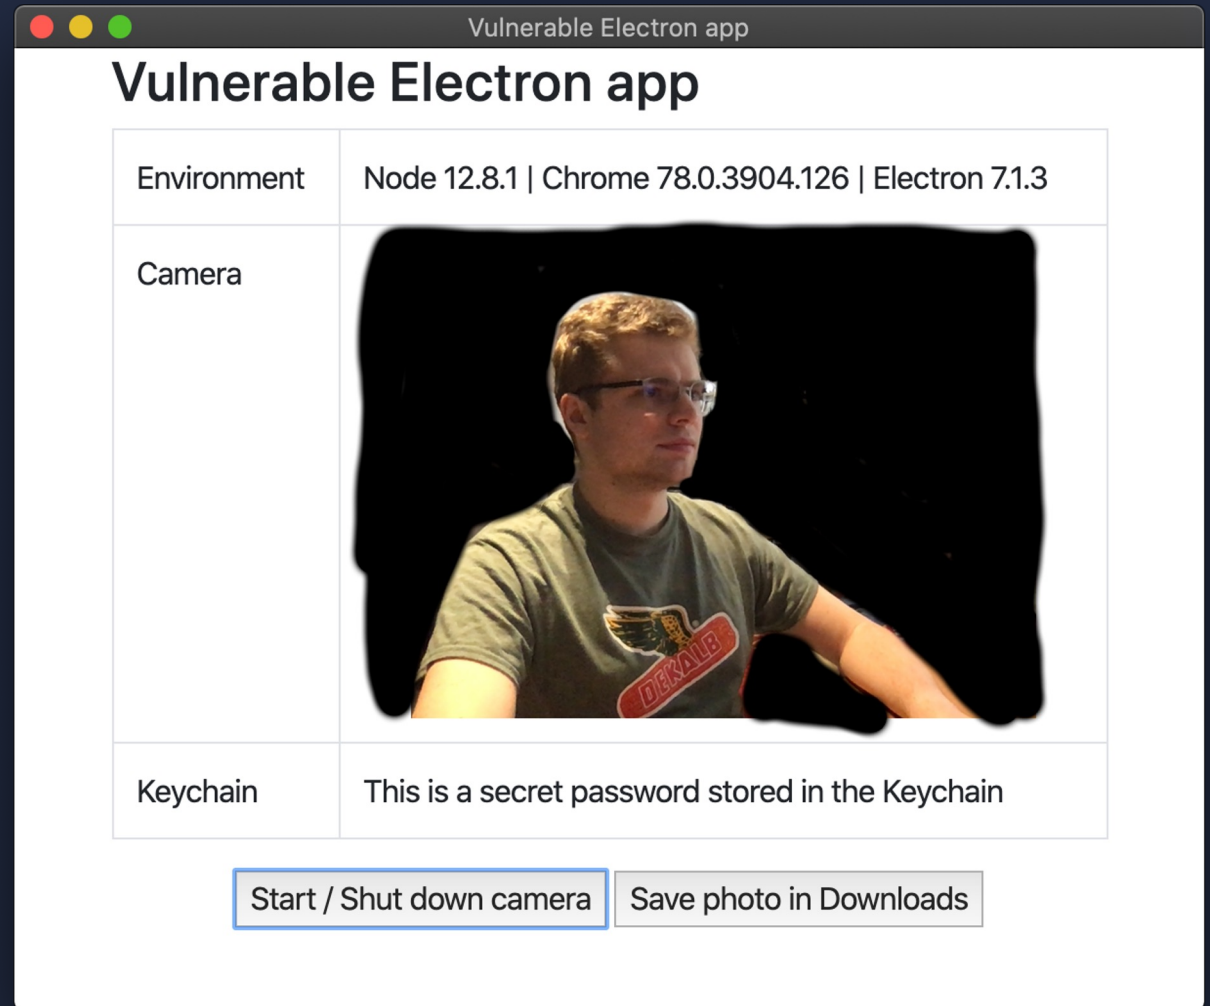 Vulnerable Electron app
Vulnerable Electron app
Environment
Node 12.8.1 | Chrome 78.0.3904.126 | Electron 7.1.3
Camera
DEKALB
Keychain
This is a secret password stored in the Keychain
Start / Shut down camera
Save photo in Downloads